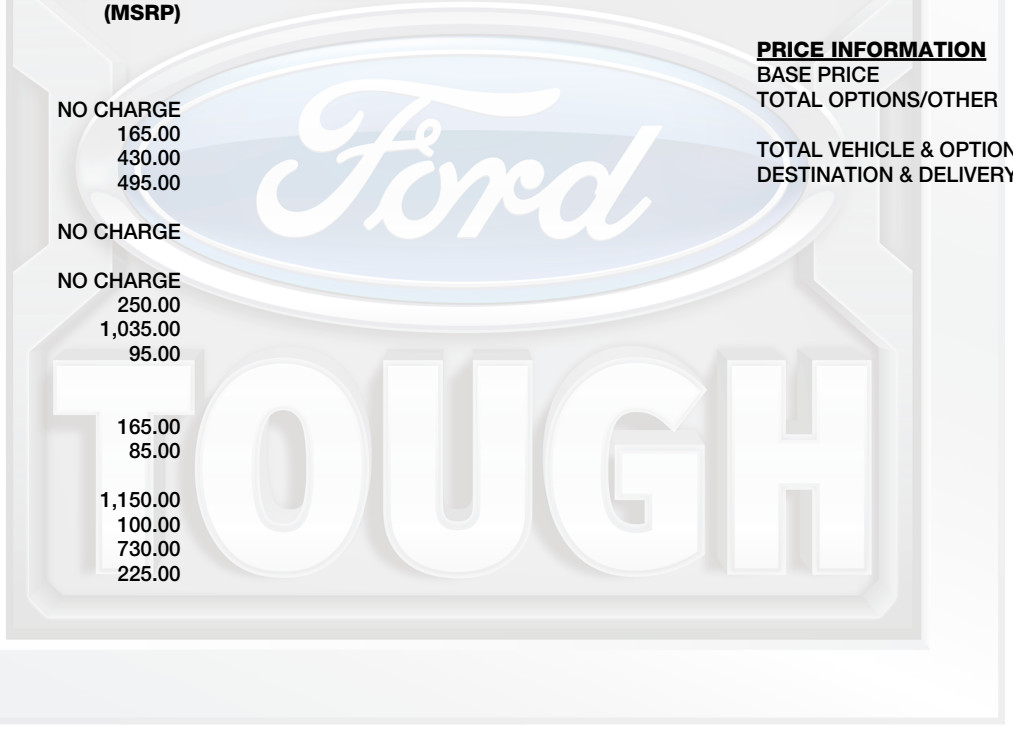 (MSRP)
NO CHARGE
165.00
430.00
495.00
NO CHARGE
NO CHARGE
250.00
1,035.00
95.00
165.00
85.00
1,150.00
100.00
730.00
225.00
PRICE INFORMATION
BASE PRICE
TOTAL OPTIONS/OTHER
TOTAL VEHICLE & OPTION
DESTINATION & DELIVERY
Ford
TOUGH